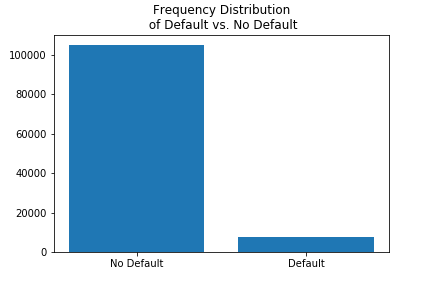 Frequency Distribution
of Default vs. No Default
100000
80000
60000
40000
20000
0
No Default
Default